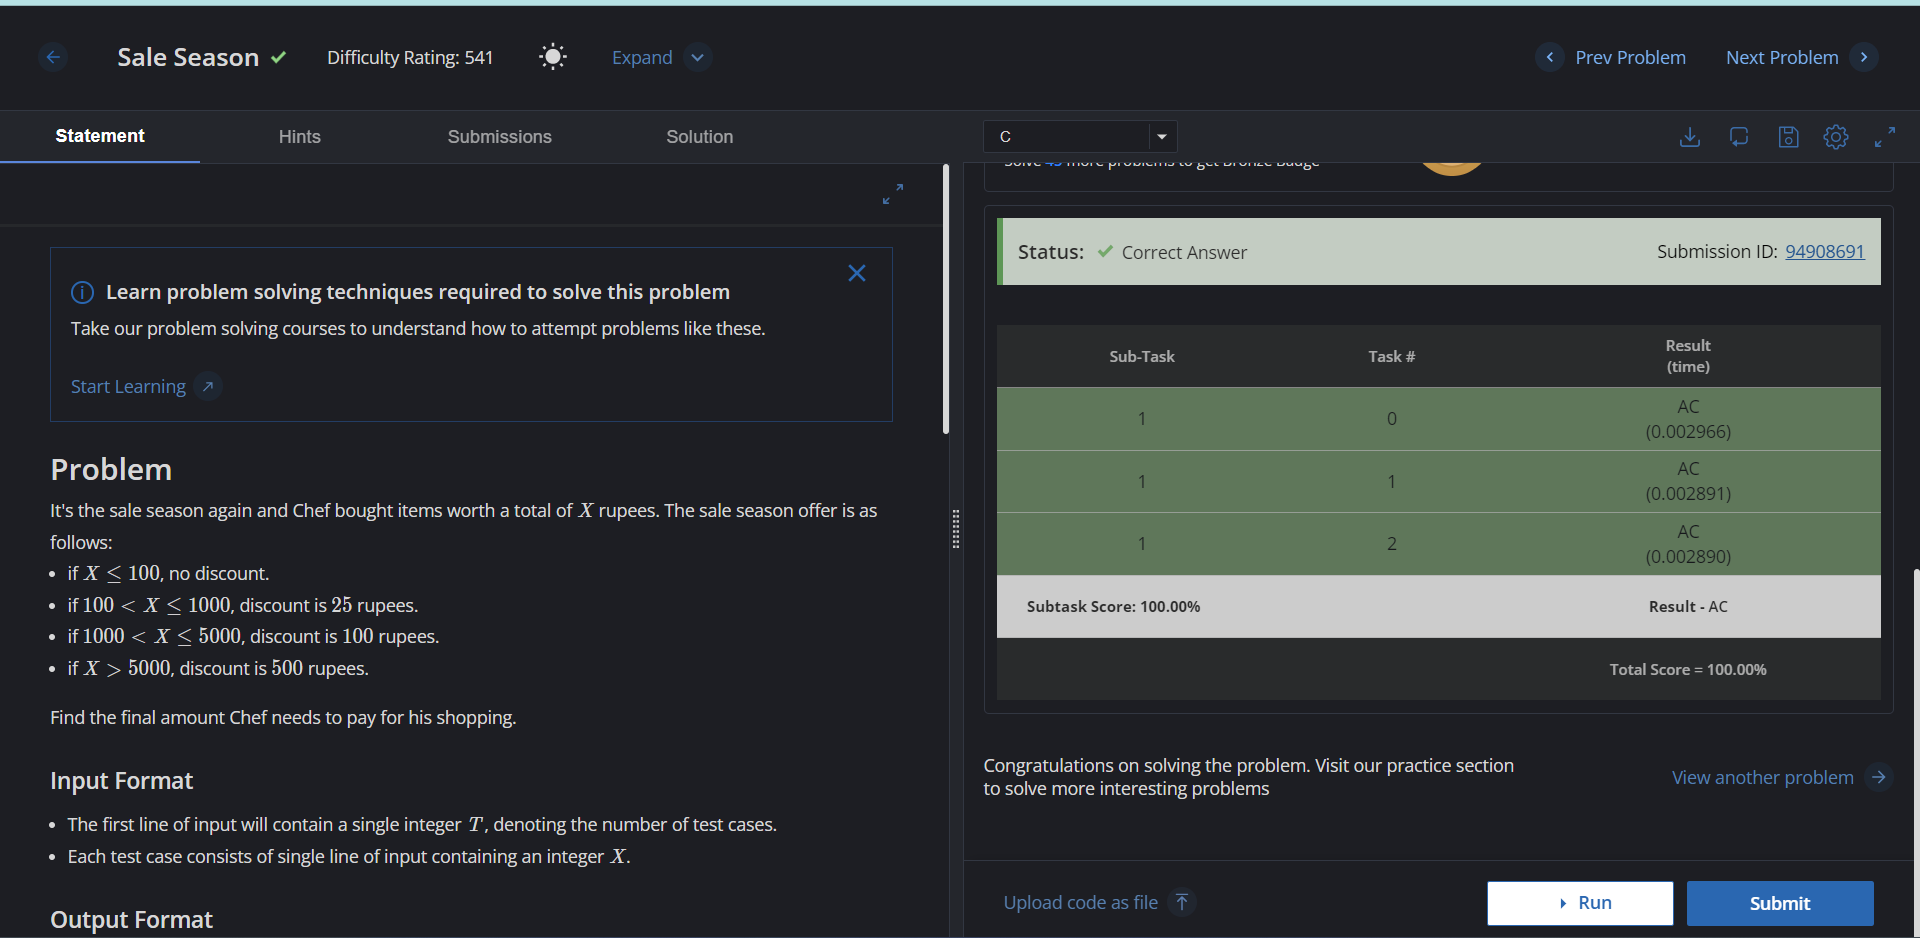 Sale Season
Difficulty Rating: 541
Expand
Prev Problem
Next Problem
Statement
Hints
Submissions
Solution
C
Learn problem solving techniques required to solve this problem
Take our problem solving courses to understand how to attempt problems like these.
Start Learning
Problem
It's the sale season again and Chef bought items worth a total of X rupees. The sale season offer is as
follows:
• if X ≤ 100, no discount.
• if 100 < X ≤ 1000, discount is 25 rupees.
• if 1000 < X ≤ 5000, discount is 100 rupees.
• if X > 5000, discount is 500 rupees.
Find the final amount Chef needs to pay for his shopping.
Input Format
• The first line of input will contain a single integer T, denoting the number of test cases.
• Each test case consists of single line of input containing an integer X.
Output Format
more problems to get Bronze Badge
Status: Correct Answer
Submission ID: 94908691
Sub-Task Task # Result
(time)
1 0 AC
(0.002966)
1 1 AC
(0.002891)
1 2 AC
(0.002890)
Subtask Score: 100.00% Result - AC
Total Score = 100.00%
Congratulations on solving the problem. Visit our practice section
to solve more interesting problems
View another problem
Upload code as file
Run
Submit